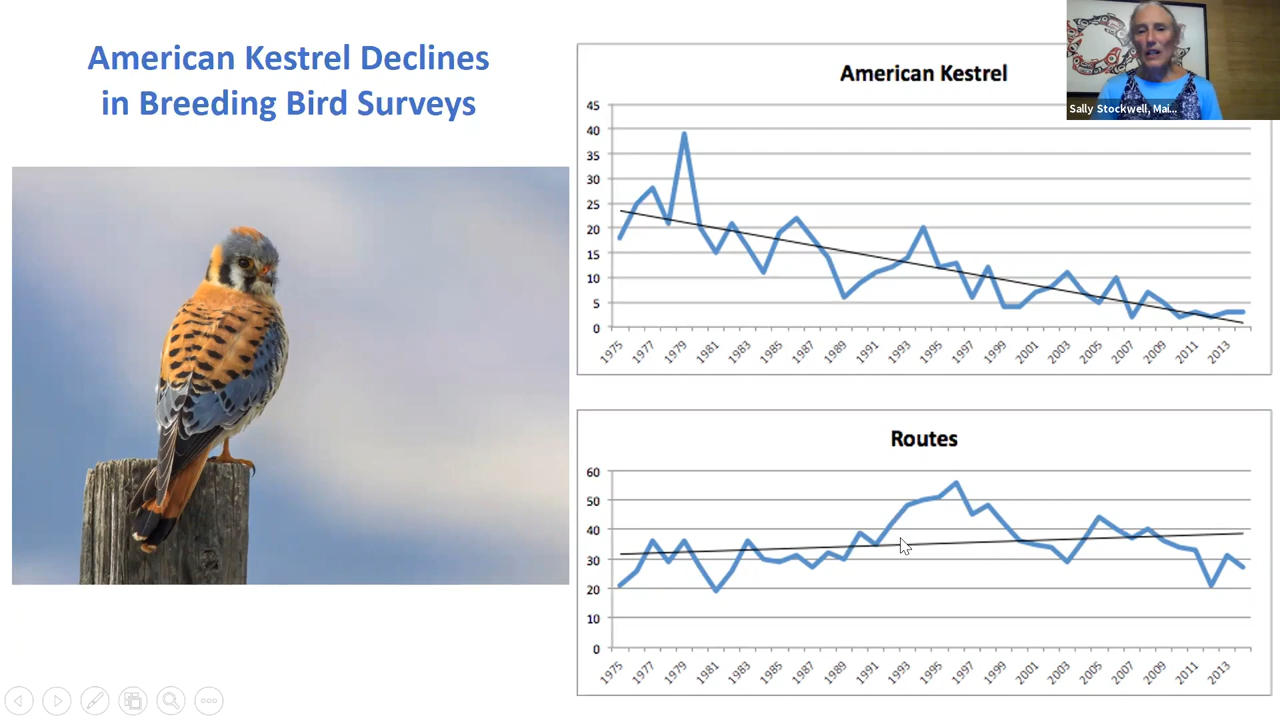 American Kestrel Declines
in Breeding Bird Surveys
American Kestrel
45
40
35
30
25
20
15
10
5
0
1975 1977 1979 1981 1983 1985 1987 1989 1991 1993 1995 1997 1999 2001 2003 2005 2007 2009 2011 2013
Sally Stockwell, Mai...
Routes
60
50
40
30
20
10
0
1975 1977 1979 1981 1983 1985 1987 1989 1991 1993 1995 1997 1999 2001 2003 2005 2007 2009 2011 2013